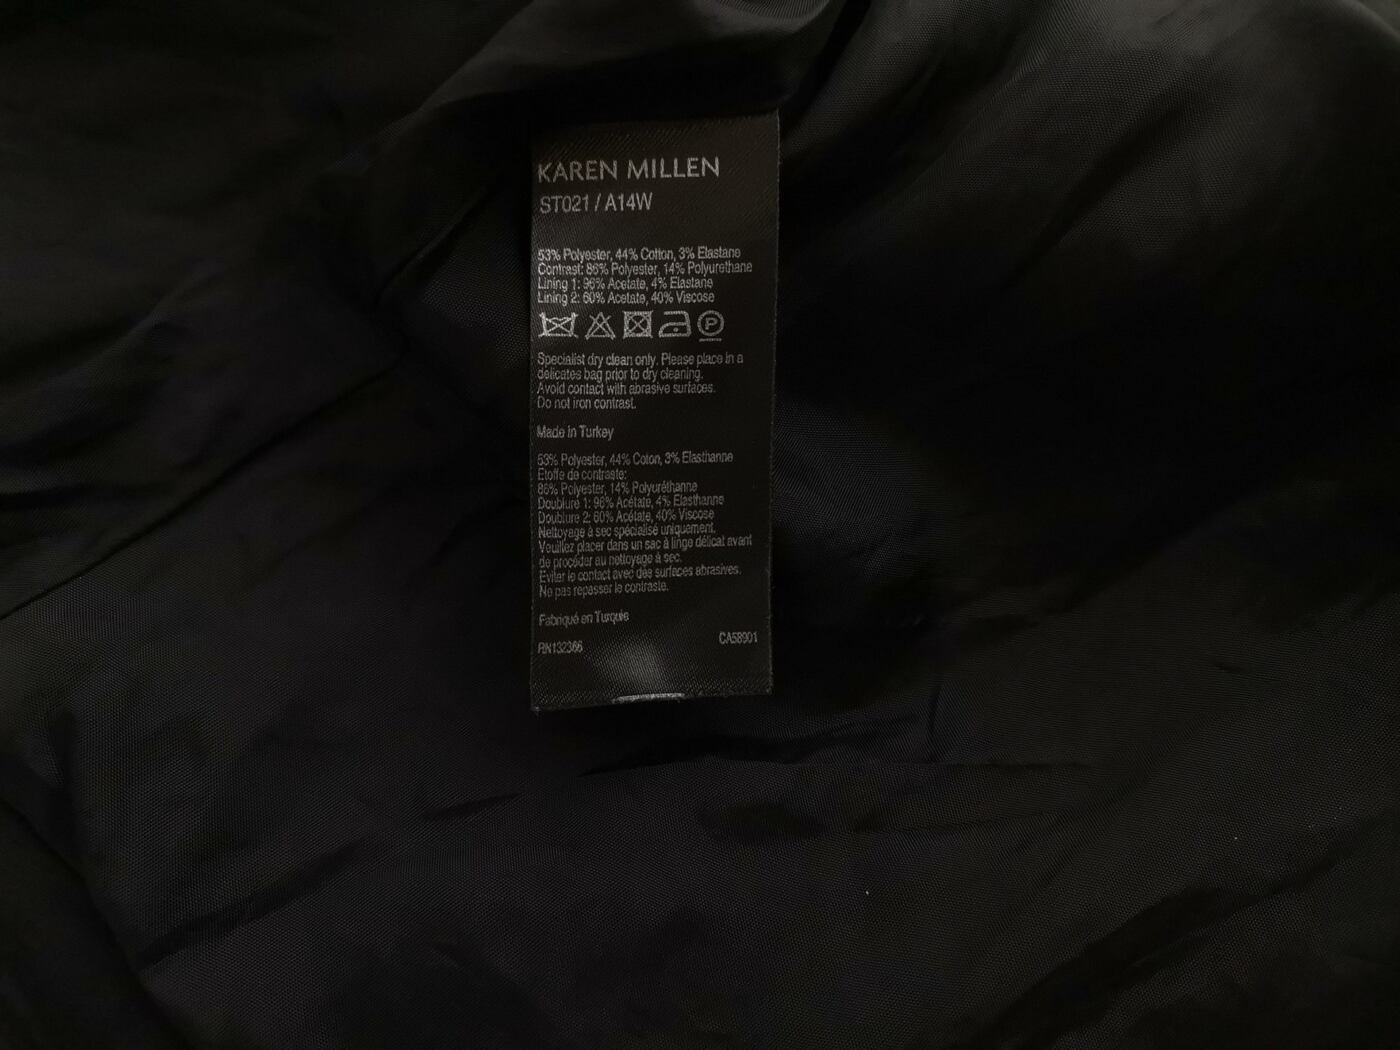 KAREN MILLEN
ST021 / A14W
53% Polyester, 44% Cotton, 3% Elastane
Contrast: 86% Polyester, 14% Polyurethane
Lining 1: 96% Acetate, 4% Elastane
Lining 2: 60% Acetate, 40% Viscose
P
Specialist dry clean only. Please place in a
delicates bag prior to dry cleaning.
Avoid contact with abrasive surfaces.
Do not iron contrast.
Made in Turkey
53% Polyester, 44% Coton, 3% Elasthanne
Etoffe de contraste:
86% Polyester, 14% Polyuréthanne
Doublure 1: 96% Acétate, 4% Elasthanne
Doublure 2: 60% Acétate, 40% Viscose
Nettoyage à sec spécialisé uniquement.
Veuillez placer dans un sac à linge délicat avant
de procéder au nettoyage à sec.
Eviter le contact avec des surfaces abrasives.
Ne pas repasser le contraste.
Fabriqué en Turquie
RN132366 CA58901